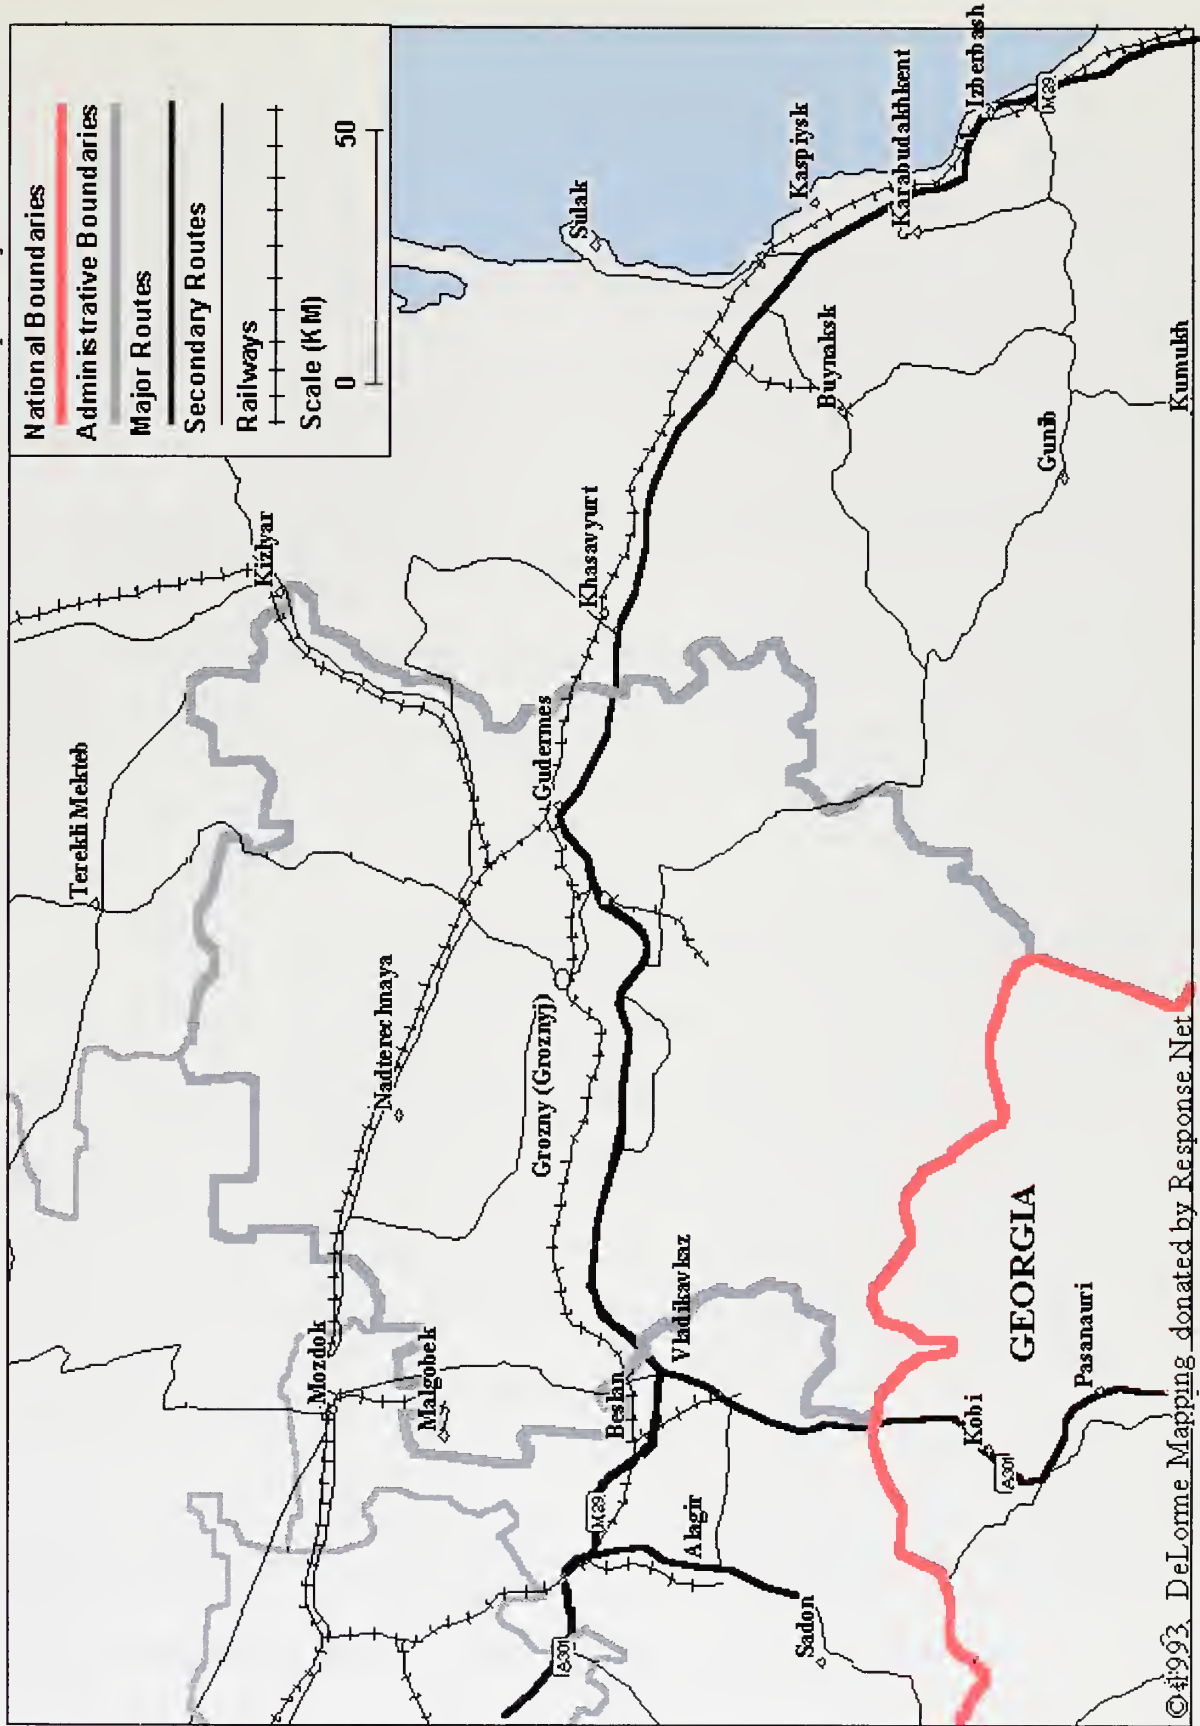 National Boundaries
Administrative Boundaries
Major Routes
Secondary Routes
Railways
Scale (KM)
0
50
Terekli Mekteb
Kizlyar
Sulak
Mozdok
Nadterechnaya
Malgobek
Gudermes
Khasavyurt
Kaspiysk
Grozny (Groznyj)
Beslan
Vladikavkaz
Buynaksk
Karabudakhkent
Izberbash
M29
M29
A301
Alagir
Sadon
Gunib
Kumukh
Kobi
A301
GEORGIA
Pasanauri
©1993, DeLorme Mapping donated by Response.Net